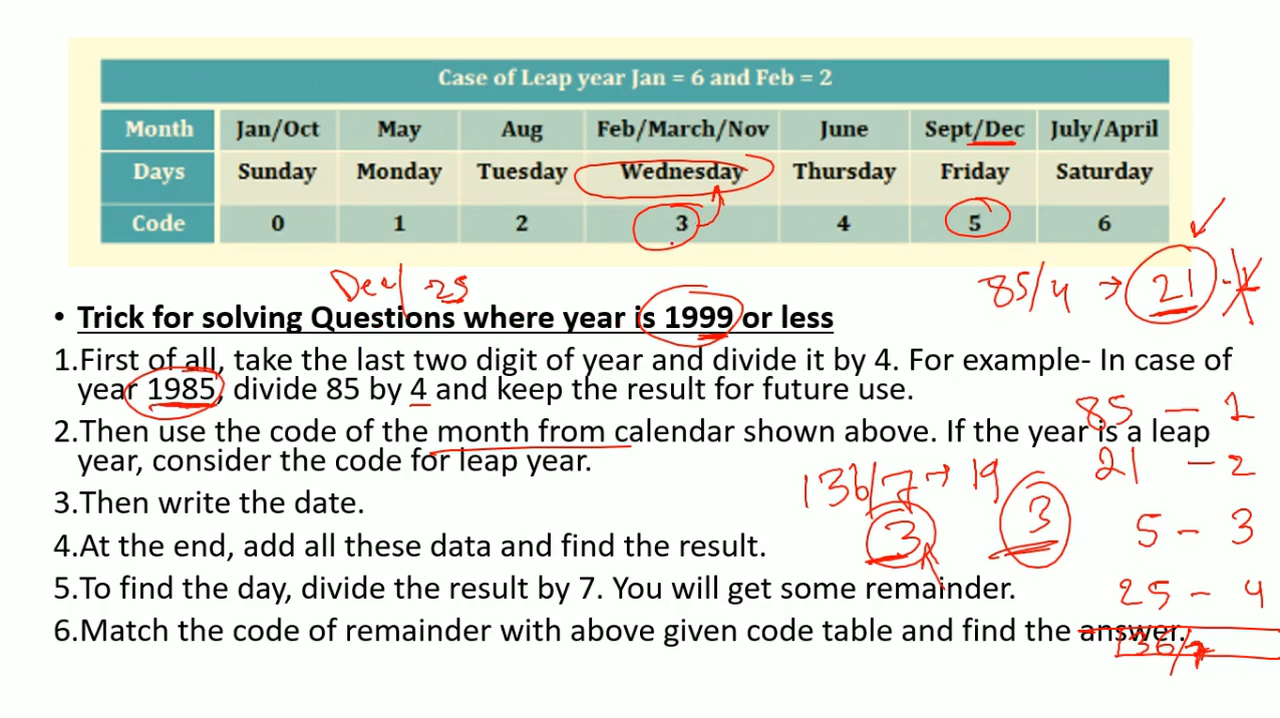 Case of Leap year Jan = 6 and Feb = 2
Month Jan/Oct May Aug Feb/March/Nov June Sept/Dec July/April
Days Sunday Monday Tuesday Wednesday Thursday Friday Saturday
Code 0 1 2 3 4 5 6
Dec/25
85/4 → 21
• Trick for solving Questions where year is 1999 or less
1.First of all, take the last two digit of year and divide it by 4. For example- In case of
year 1985, divide 85 by 4 and keep the result for future use.
85 — 1
2.Then use the code of the month from calendar shown above. If the year is a leap
year, consider the code for leap year.
21 — 2
136/7 → 19
3
3.Then write the date.
5 — 3
3
4.At the end, add all these data and find the result.
5.To find the day, divide the result by 7. You will get some remainder.
25 — 4
6.Match the code of remainder with above given code table and find the answer.
136/7